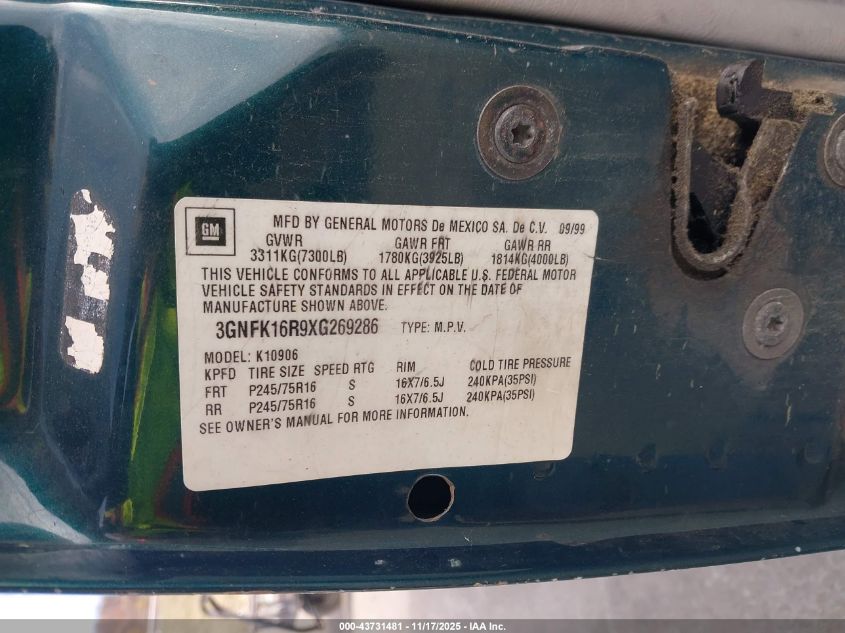 GM
MFD BY GENERAL MOTORS De MEXICO SA. De C.V. 09/99
GVWR GAWR FRT GAWR RR
3311KG(7300LB) 1780KG(3925LB) 1814KG(4000LB)
THIS VEHICLE CONFORMS TO ALL APPLICABLE U.S. FEDERAL MOTOR
VEHICLE SAFETY STANDARDS IN EFFECT ON THE DATE OF
MANUFACTURE SHOWN ABOVE.
3GNFK16R9XG269286 TYPE: M.P.V.
MODEL: K10906
KPFD TIRE SIZE SPEED RTG RIM COLD TIRE PRESSURE
FRT P245/75R16 S 16X7/6.5J 240KPA(35PSI)
RR P245/75R16 S 16X7/6.5J 240KPA(35PSI)
SEE OWNER'S MANUAL FOR MORE INFORMATION.
000-43731481 - 11/17/2025 - IAA Inc.